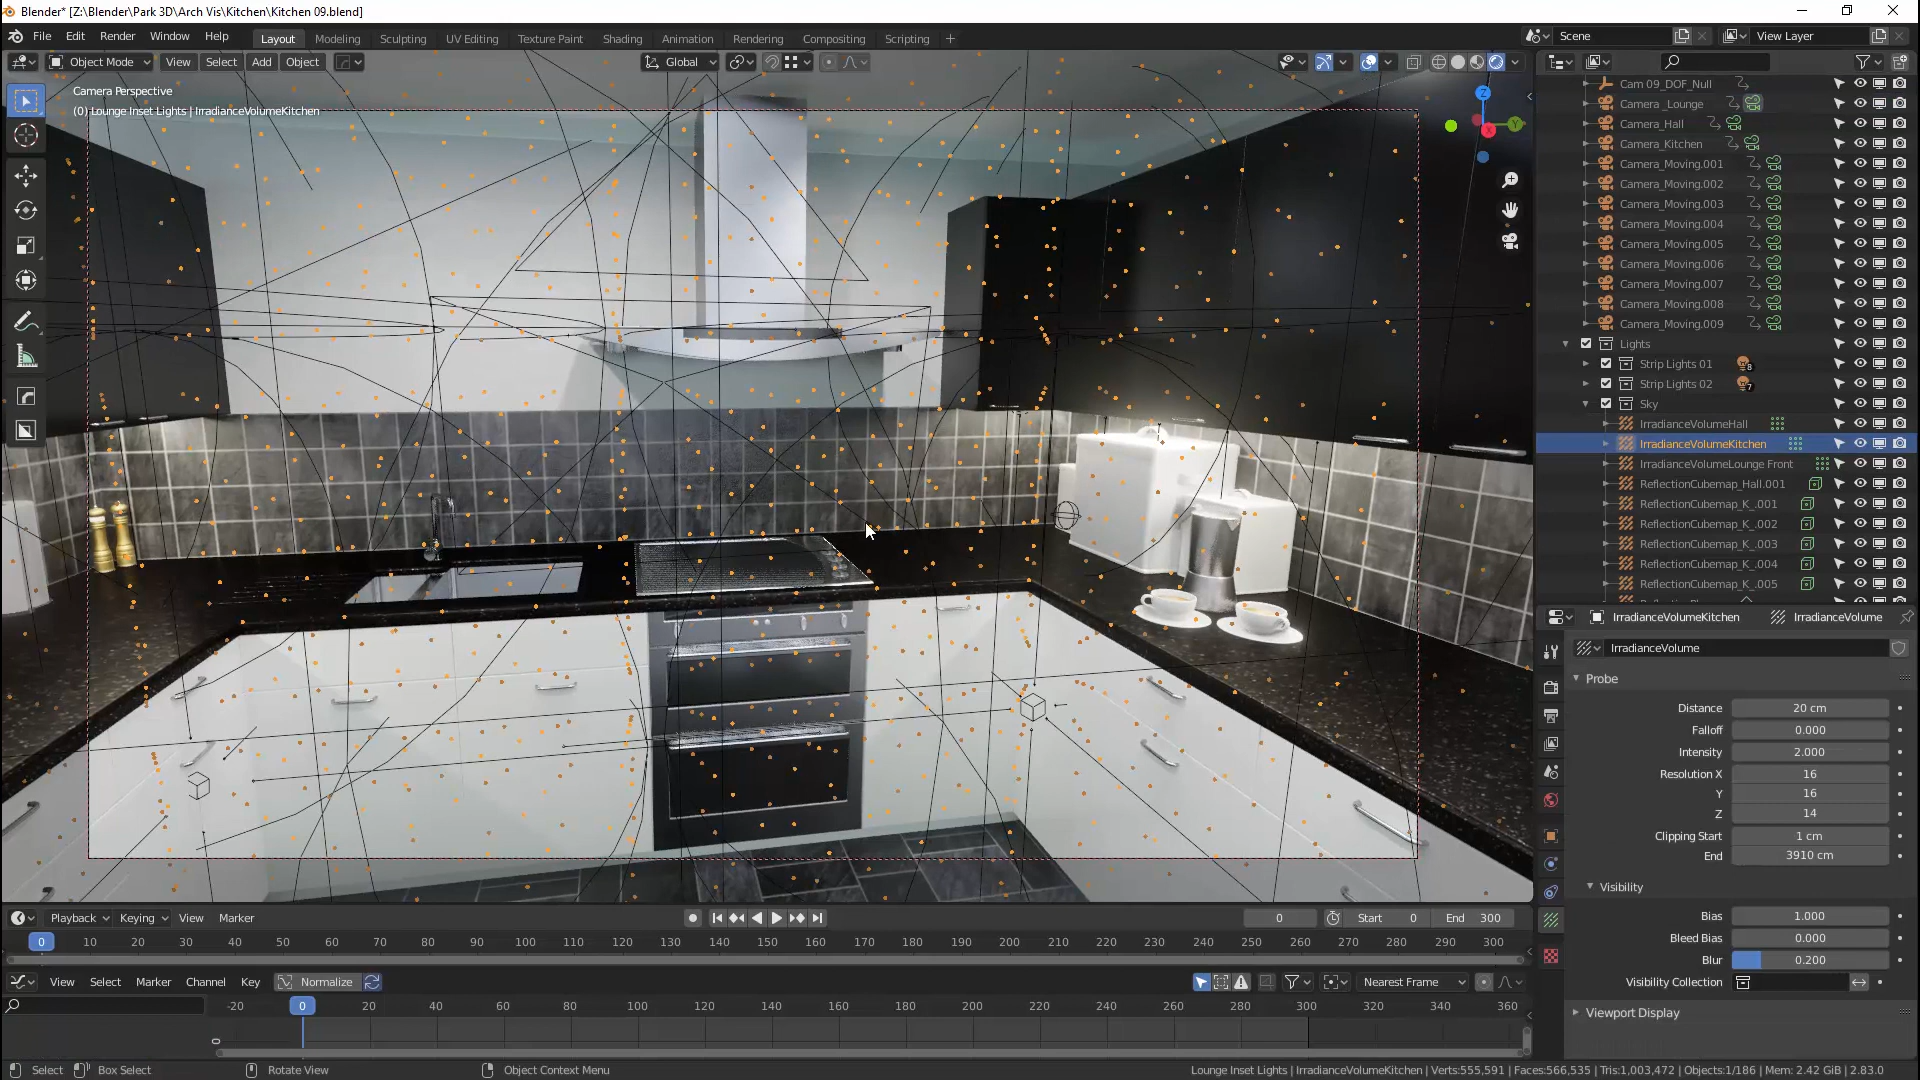 Blender* [Z:\Blender\Park 3D\Arch Vis\Kitchen\Kitchen 09.blend]
File Edit Render Window Help Layout Modeling Sculpting UV Editing Texture Paint Shading Animation Rendering Compositing Scripting + Scene View Layer
Object Mode View Select Add Object Global
Camera Perspective
(0) Lounge Inset Lights | IrradianceVolumeKitchen
Z
Y
X
Cam 09_DOF_Null
Camera _Lounge
Camera_Hall
Camera_Kitchen
Camera_Moving.001
Camera_Moving.002
Camera_Moving.003
Camera_Moving.004
Camera_Moving.005
Camera_Moving.006
Camera_Moving.007
Camera_Moving.008
Camera_Moving.009
Lights
Strip Lights 01 8
Strip Lights 02 7
Sky
IrradianceVolumeHall
IrradianceVolumeKitchen
IrradianceVolumeLounge Front
ReflectionCubemap_Hall.001
ReflectionCubemap_K_.001
ReflectionCubemap_K_.002
ReflectionCubemap_K_.003
ReflectionCubemap_K_.004
ReflectionCubemap_K_.005
IrradianceVolumeKitchen IrradianceVolume
IrradianceVolume
Probe
Distance 20 cm
Falloff 0.000
Intensity 2.000
Resolution X 16
Y 16
Z 14
Clipping Start 1 cm
End 3910 cm
Visibility
Bias 1.000
Bleed Bias 0.000
Blur 0.200
Visibility Collection
Viewport Display
Playback Keying View Marker 0 Start 0 End 300
0 10 20 30 40 50 60 70 80 90 100 110 120 130 140 150 160 170 180 190 200 210 220 230 240 250 260 270 280 290 300
View Select Marker Channel Key Normalize Nearest Frame
-20 0 20 40 60 80 100 120 140 160 180 200 220 240 260 280 300 320 340 360
Select Box Select Rotate View Object Context Menu Lounge Inset Lights | IrradianceVolumeKitchen | Verts:555,591 | Faces:566,535 | Tris:1,003,472 | Objects:1/186 | Mem: 2.42 GiB | 2.83.0